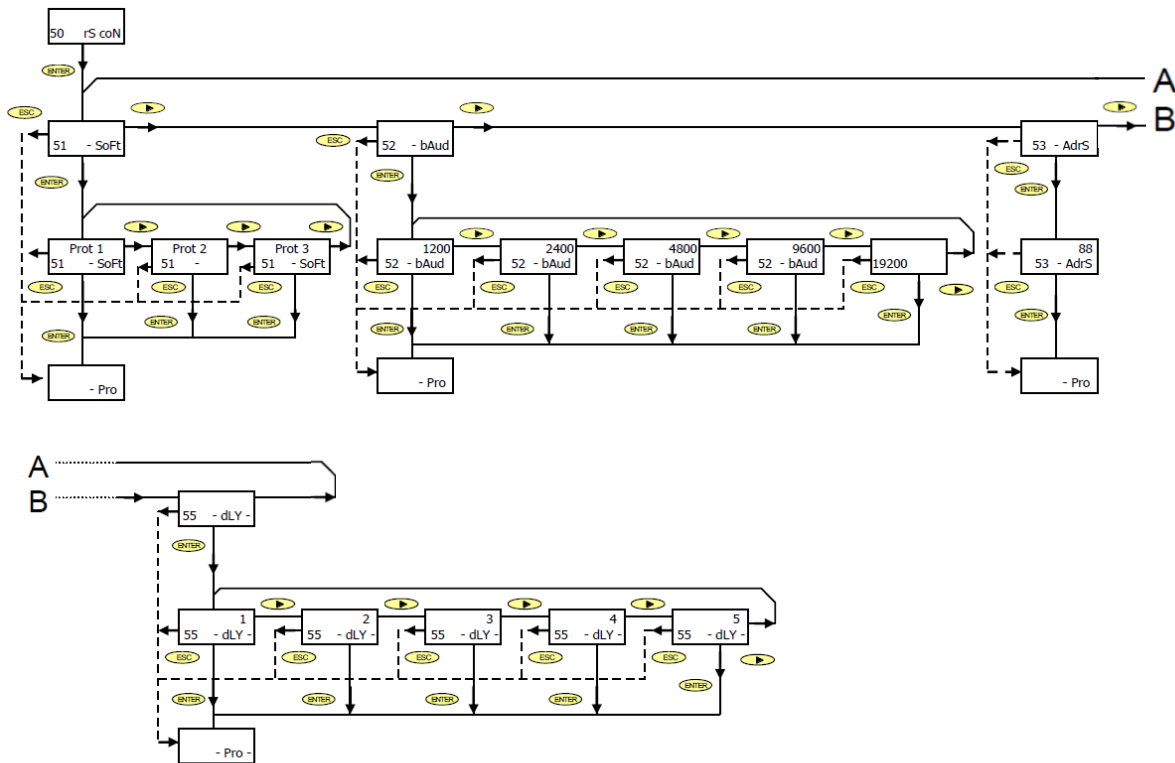 50 rS coN
ENTER
A
ESC
B
51 - SoFt
52 - bAud
53 - AdrS
ESC
ESC
ENTER
ENTER
ENTER
Prot 1
51 - SoFt
Prot 2
51 -
Prot 3
51 - SoFt
1200
52 - bAud
2400
52 - bAud
4800
52 - bAud
9600
52 - bAud
19200
88
53 - AdrS
ESC
ESC
ESC
ESC
ESC
ESC
ESC
ESC
ESC
ENTER
ENTER
ENTER
ENTER
ENTER
ENTER
ENTER
ENTER
ENTER
- Pro
- Pro
- Pro
A
B
55 - dLY -
ENTER
1
55 - dLY -
2
55 - dLY -
3
55 - dLY -
4
55 - dLY -
5
55 - dLY -
ESC
ESC
ESC
ESC
ESC
ENTER
ENTER
ENTER
ENTER
ENTER
- Pro -